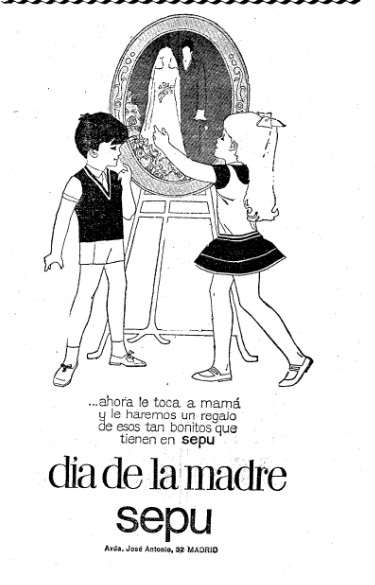 ...ahora le toca a mamá
y le haremos un regalo
de esos tan bonitos que
tienen en sepu
dia de la madre
sepu
Avda. José Antonio, 32 MADRID